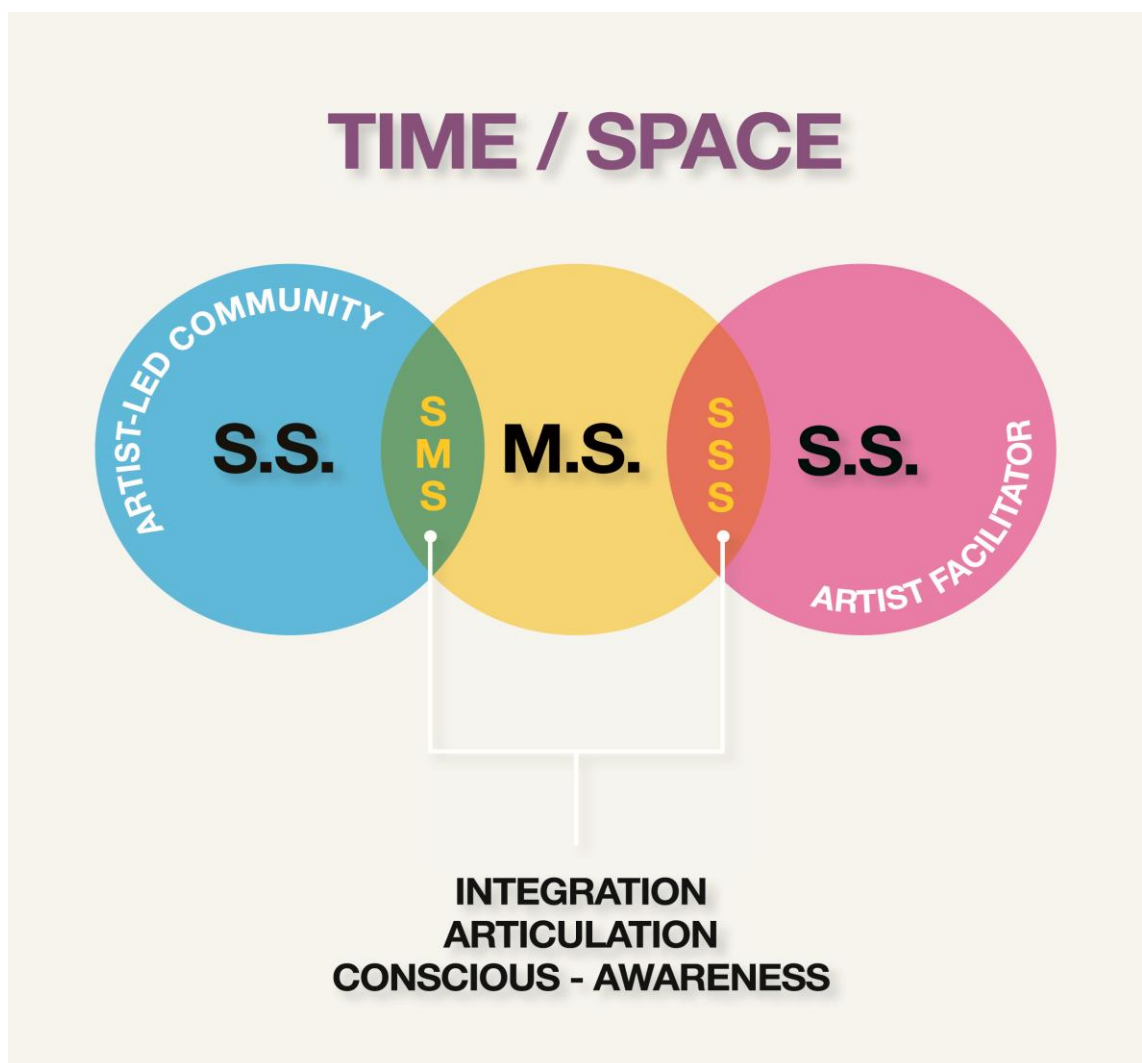 TIME / SPACE
ARTIST-LED COMMUNITY
S.S.
S
M
S
M.S.
S
S
S
S.S.
ARTIST FACILITATOR
INTEGRATION
ARTICULATION
CONSCIOUS - AWARENESS